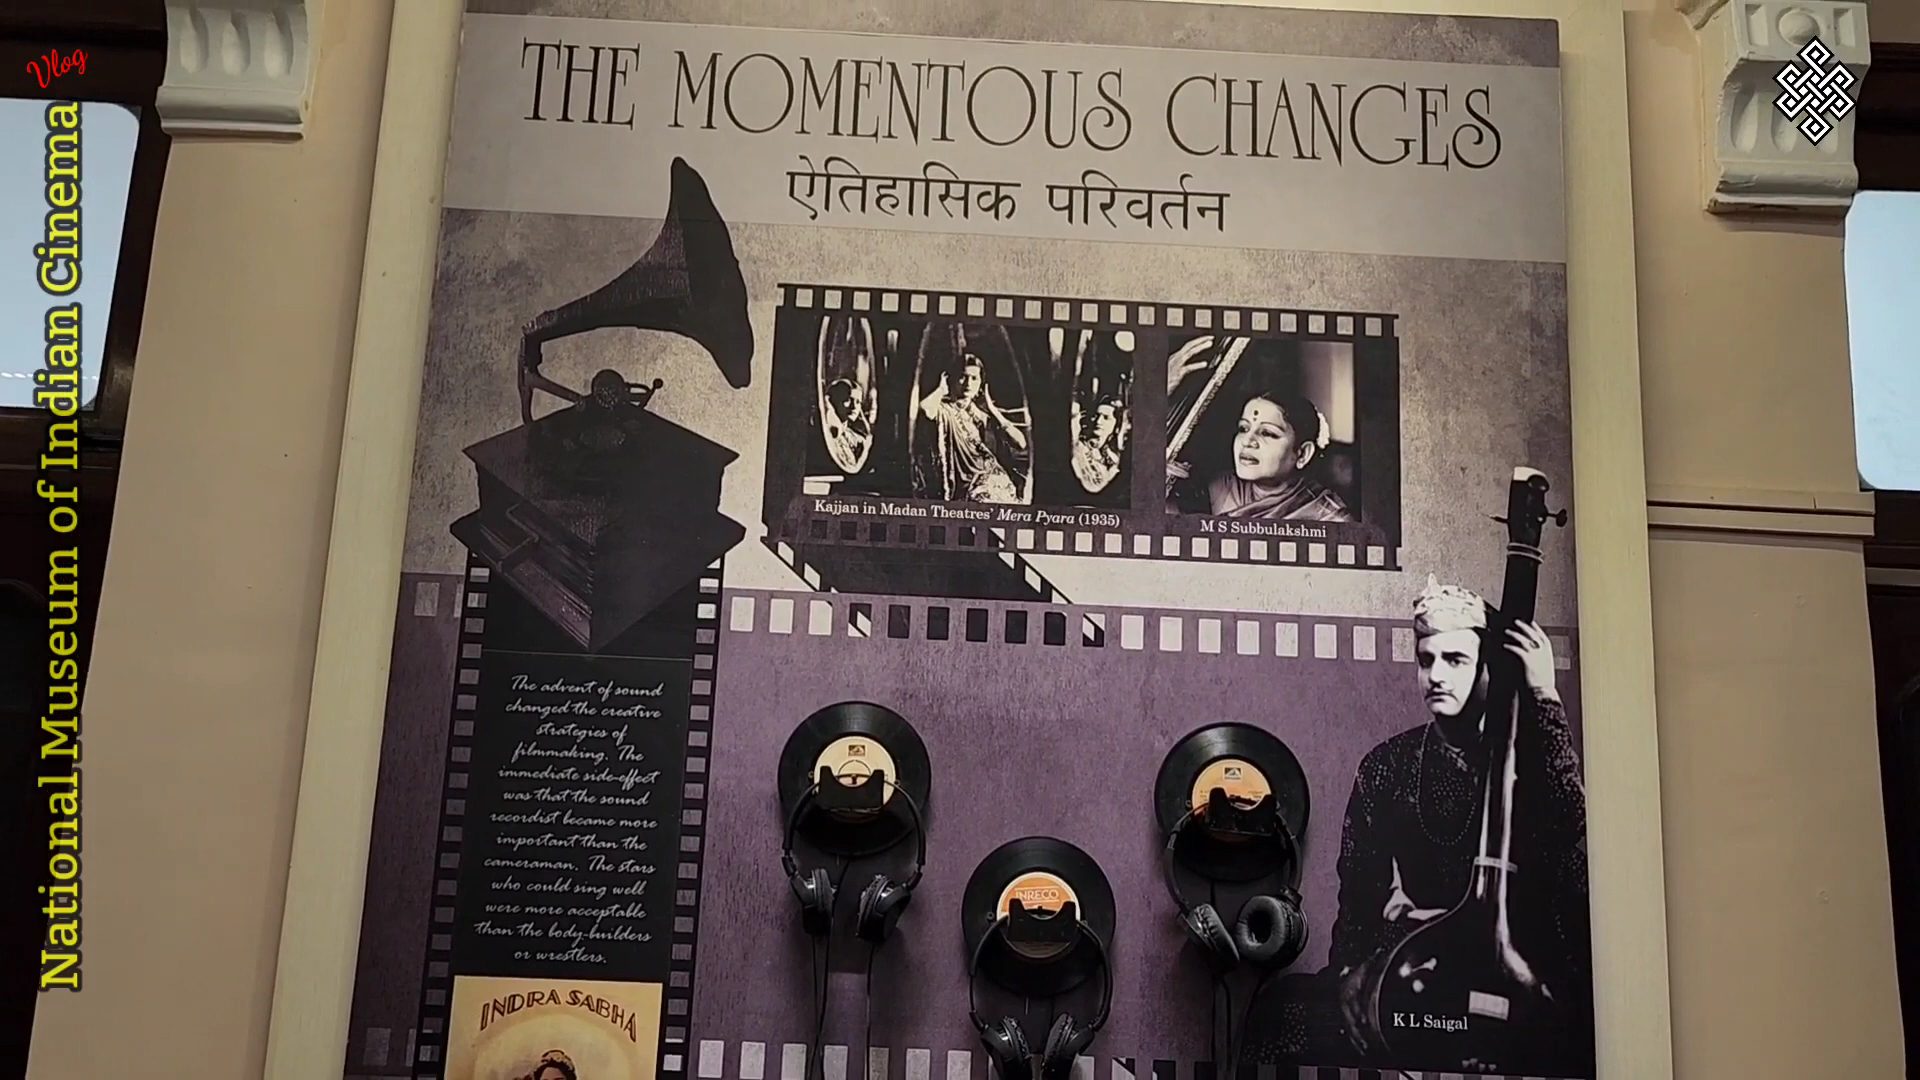 Vlog
National Museum of Indian Cinema
THE MOMENTOUS CHANGES
ऐतिहासिक परिवर्तन
Kajjan in Madan Theatres' Mera Pyara (1935)
M S Subbulakshmi
The advent of sound
changed the creative
strategies of
filmmaking. The
immediate side-effect
was that the sound
recordist became more
important than the
cameraman. The stars
who could sing well
were more acceptable
than the body-builders
or wrestlers.
INRECO
K L Saigal
INDRA SABHA